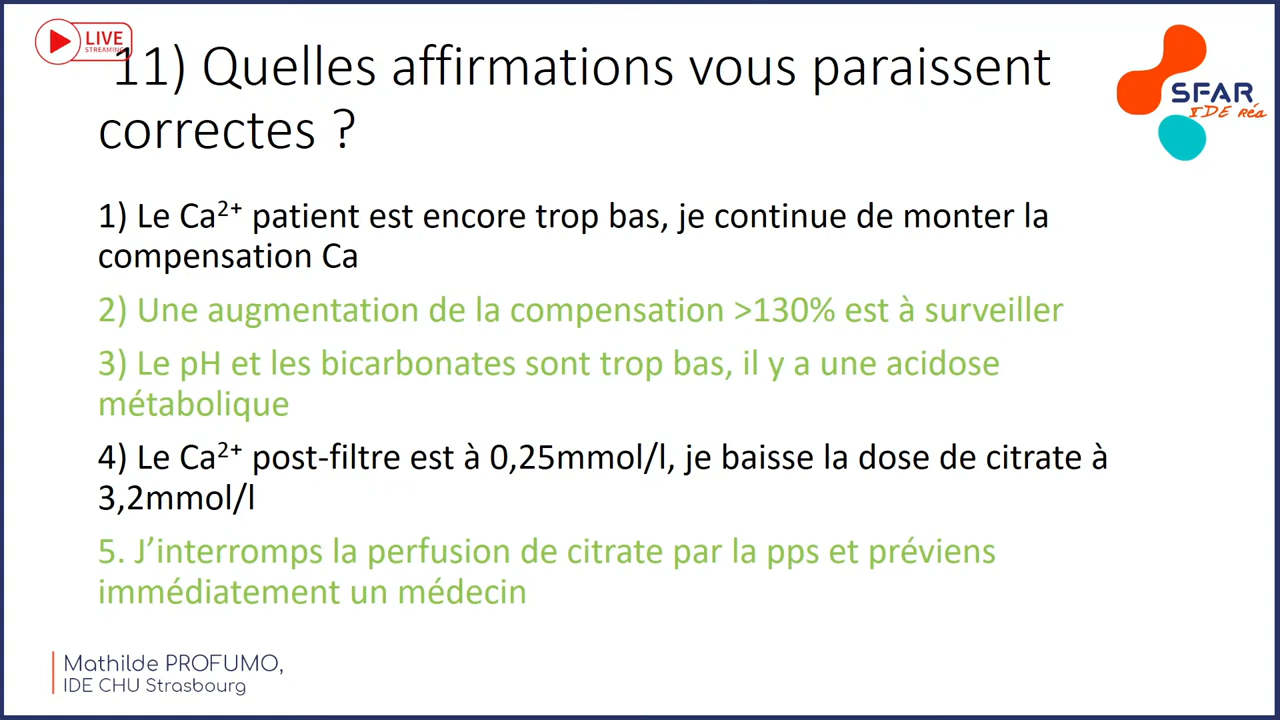 LIVE
STREAMING
11) Quelles affirmations vous paraissent
correctes ?
SFAR
IDE Réa
1) Le Ca²⁺ patient est encore trop bas, je continue de monter la
compensation Ca
2) Une augmentation de la compensation >130% est à surveiller
3) Le pH et les bicarbonates sont trop bas, il y a une acidose
métabolique
4) Le Ca²⁺ post-filtre est à 0,25mmol/l, je baisse la dose de citrate à
3,2mmol/l
5. J’interromps la perfusion de citrate par la pps et préviens
immédiatement un médecin
Mathilde PROFUMO,
IDE CHU Strasbourg